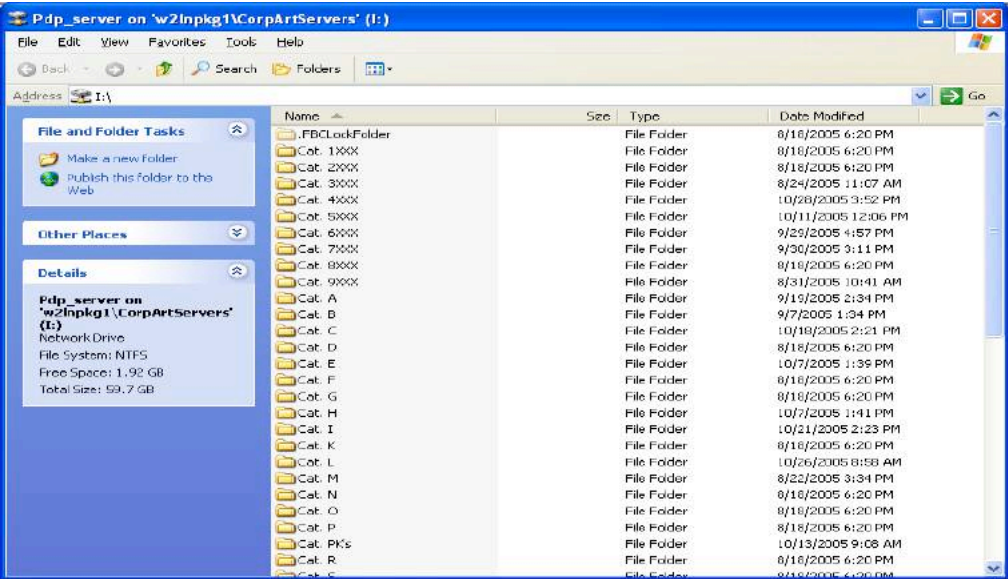 Pdp_server on 'w2lnpkg1\CorpArtServers' (I:)
File Edit View Favorites Tools Help
Back Search Folders
Address I:\ Go
File and Folder Tasks
Make a new folder
Publish this folder to the
Web
Other Places
Details
Pdp_server on
'w2lnpkg1\CorpArtServers'
(I:)
Network Drive
File System: NTFS
Free Space: 1.92 GB
Total Size: 59.7 GB
Name Size Type Date Modified
.FBCLockFolder File Folder 8/18/2005 6:20 PM
Cat. 1XXX File Folder 8/18/2005 6:20 PM
Cat. 2XXX File Folder 8/18/2005 6:20 PM
Cat. 3XXX File Folder 8/24/2005 11:07 AM
Cat. 4XXX File Folder 10/28/2005 3:52 PM
Cat. 5XXX File Folder 10/11/2005 12:06 PM
Cat. 6XXX File Folder 9/29/2005 4:57 PM
Cat. 7XXX File Folder 9/30/2005 3:11 PM
Cat. 8XXX File Folder 8/18/2005 6:20 PM
Cat. 9XXX File Folder 8/31/2005 10:41 AM
Cat. A File Folder 9/19/2005 2:34 PM
Cat. B File Folder 9/7/2005 1:34 PM
Cat. C File Folder 10/18/2005 2:21 PM
Cat. D File Folder 8/18/2005 6:20 PM
Cat. E File Folder 10/7/2005 1:39 PM
Cat. F File Folder 8/18/2005 6:20 PM
Cat. G File Folder 8/18/2005 6:20 PM
Cat. H File Folder 10/7/2005 1:41 PM
Cat. I File Folder 10/21/2005 2:23 PM
Cat. K File Folder 8/18/2005 6:20 PM
Cat. L File Folder 10/26/2005 8:58 AM
Cat. M File Folder 8/22/2005 3:34 PM
Cat. N File Folder 8/18/2005 6:20 PM
Cat. O File Folder 8/18/2005 6:20 PM
Cat. P File Folder 8/18/2005 6:20 PM
Cat. PK's File Folder 10/13/2005 9:08 AM
Cat. R File Folder 8/18/2005 6:20 PM
Cat. S File Folder 8/18/2005 6:20 PM